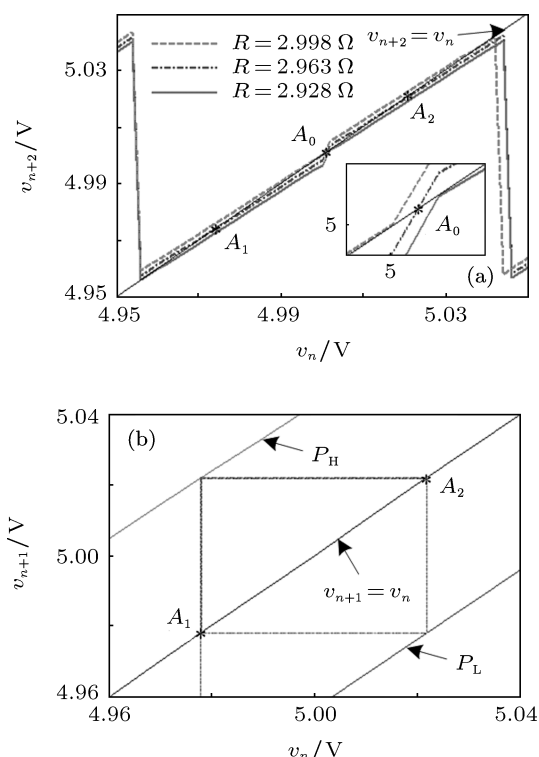 5.03
4.99
4.95
v_{n+2}/V
R = 2.998 Ω
R = 2.963 Ω
R = 2.928 Ω
v_{n+2} = v_n
A_0
A_1
A_2
5
A_0
5
(a)
4.95 4.99 5.03
v_n/V
5.04
5.00
4.96
v_{n+1}/V
(b)
P_H
A_2
v_{n+1} = v_n
A_1
P_L
4.96 5.00 5.04
v_n/V